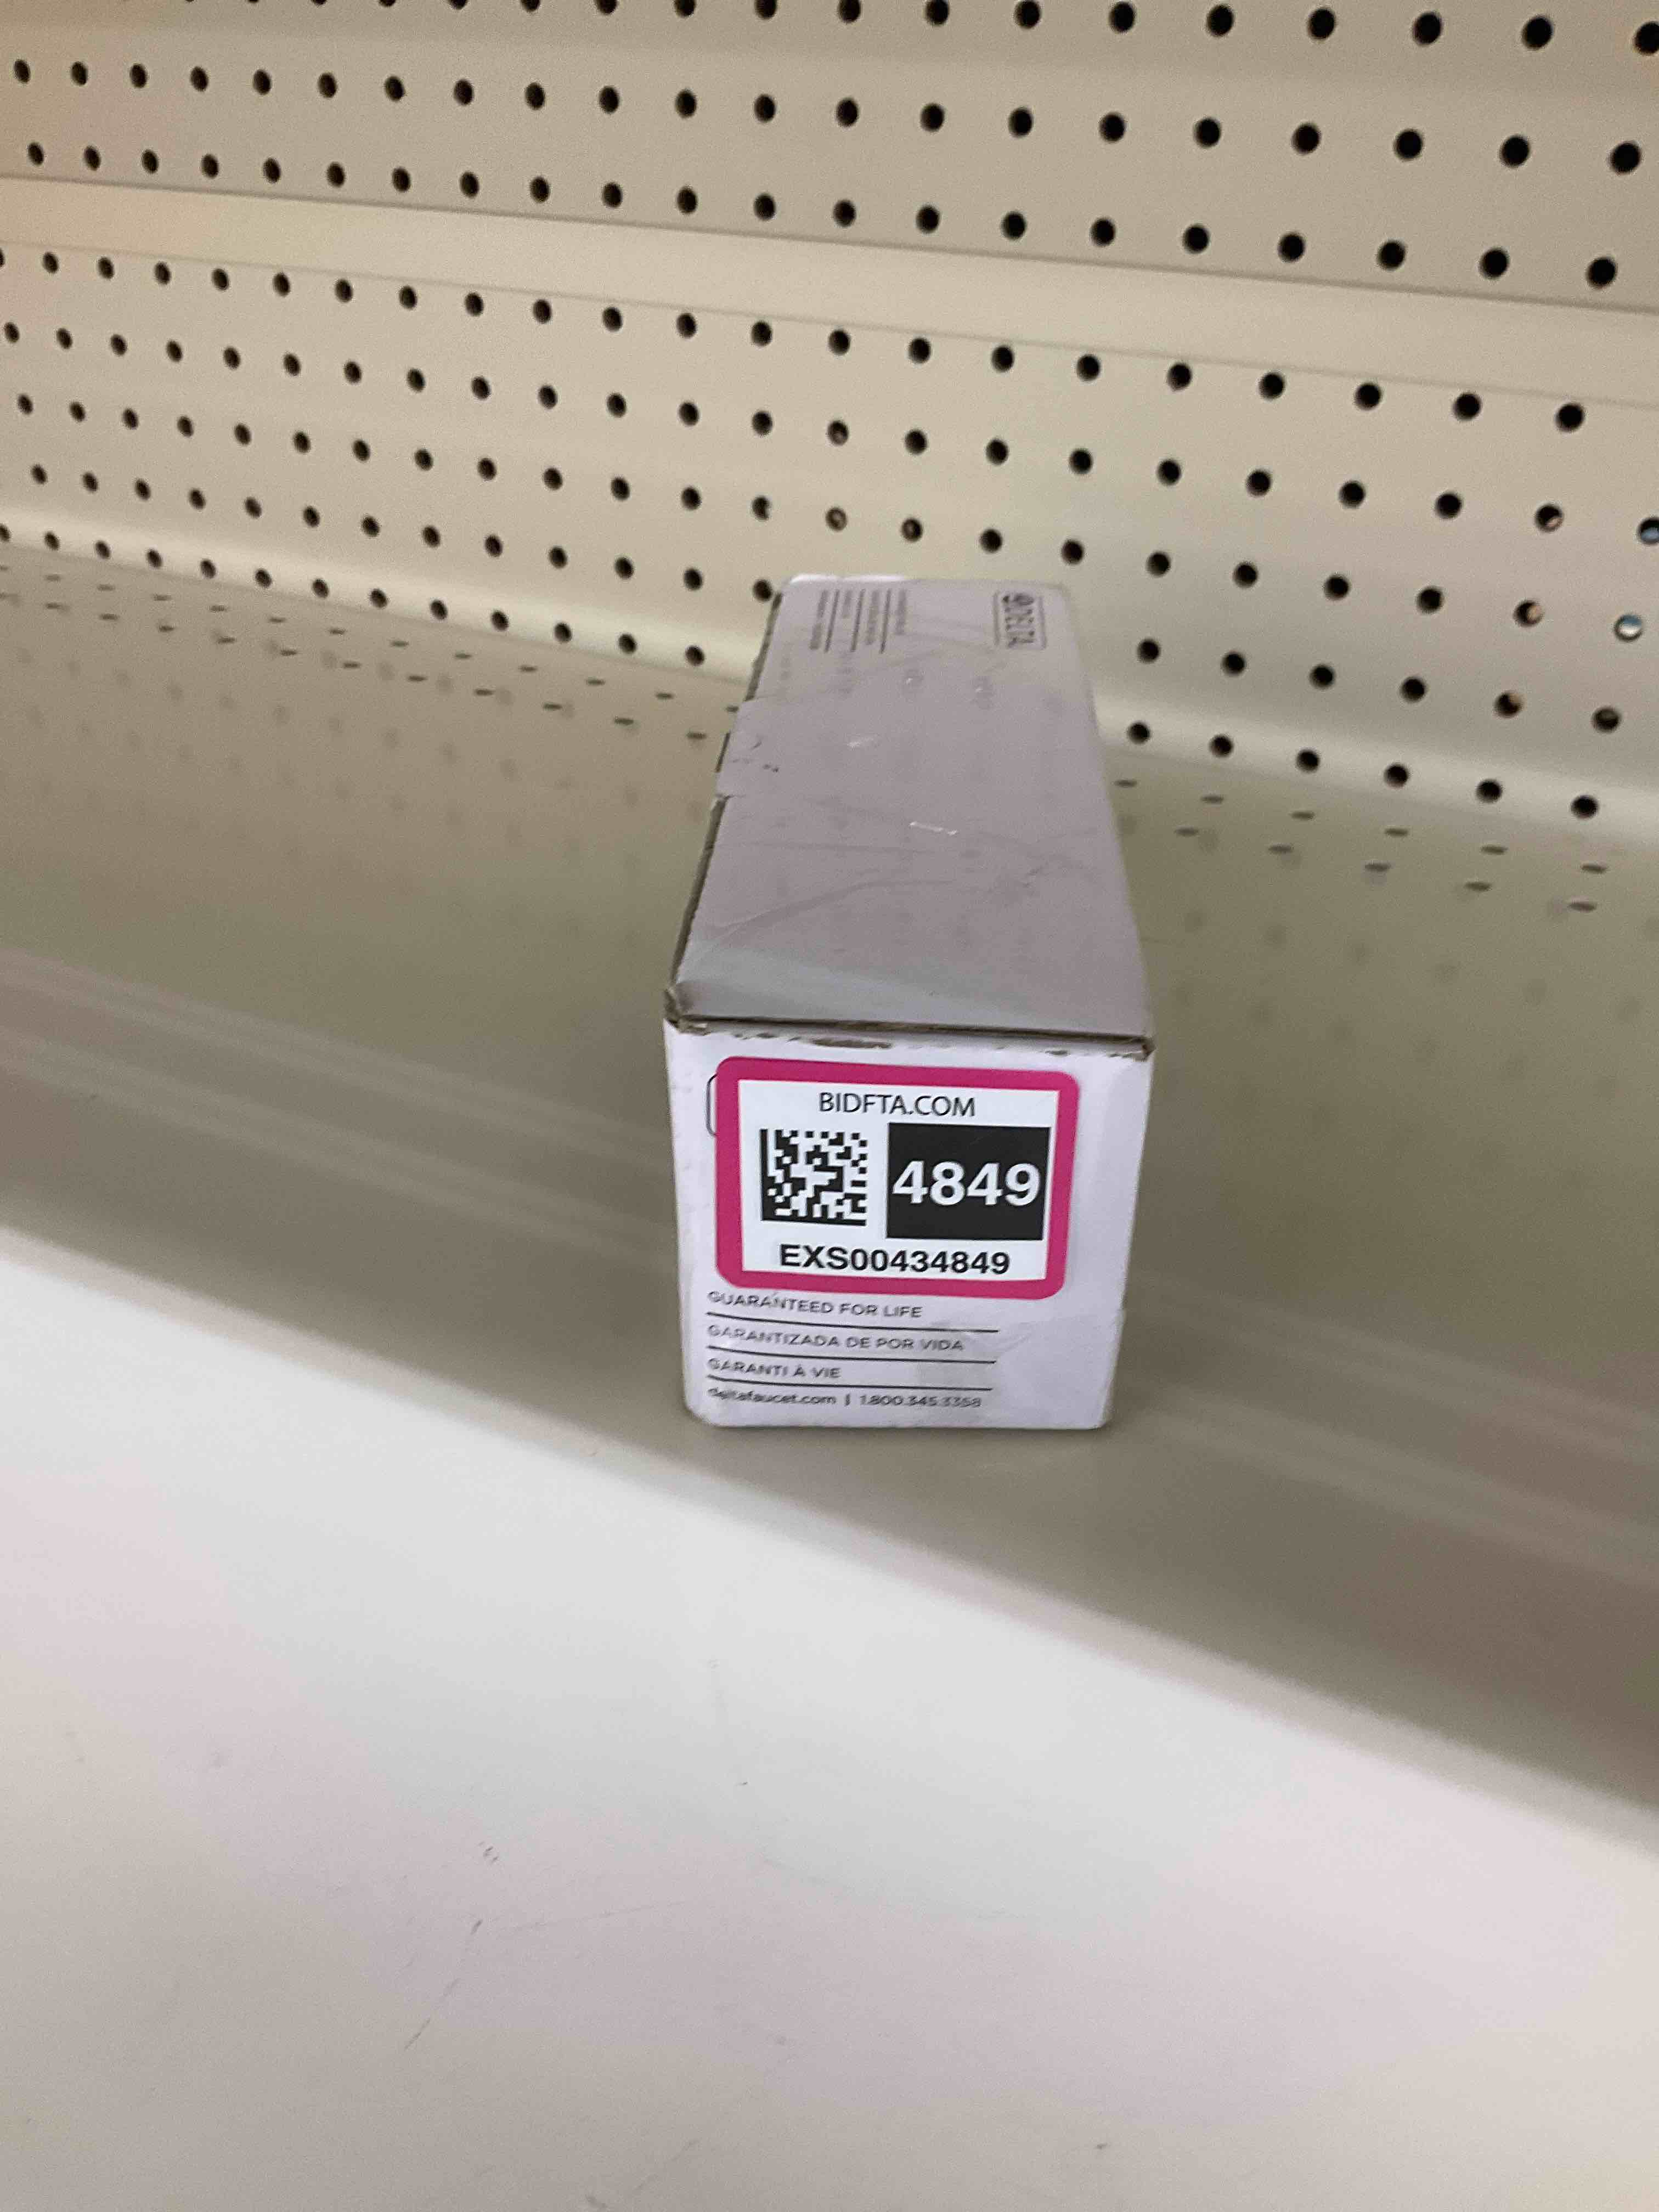 DELTA
BIDFTA.COM
4849
EXS00434849
GUARANTEED FOR LIFE
GARANTIZADA DE POR VIDA
GARANTI À VIE
deltafaucet.com | 1.800.345.3358